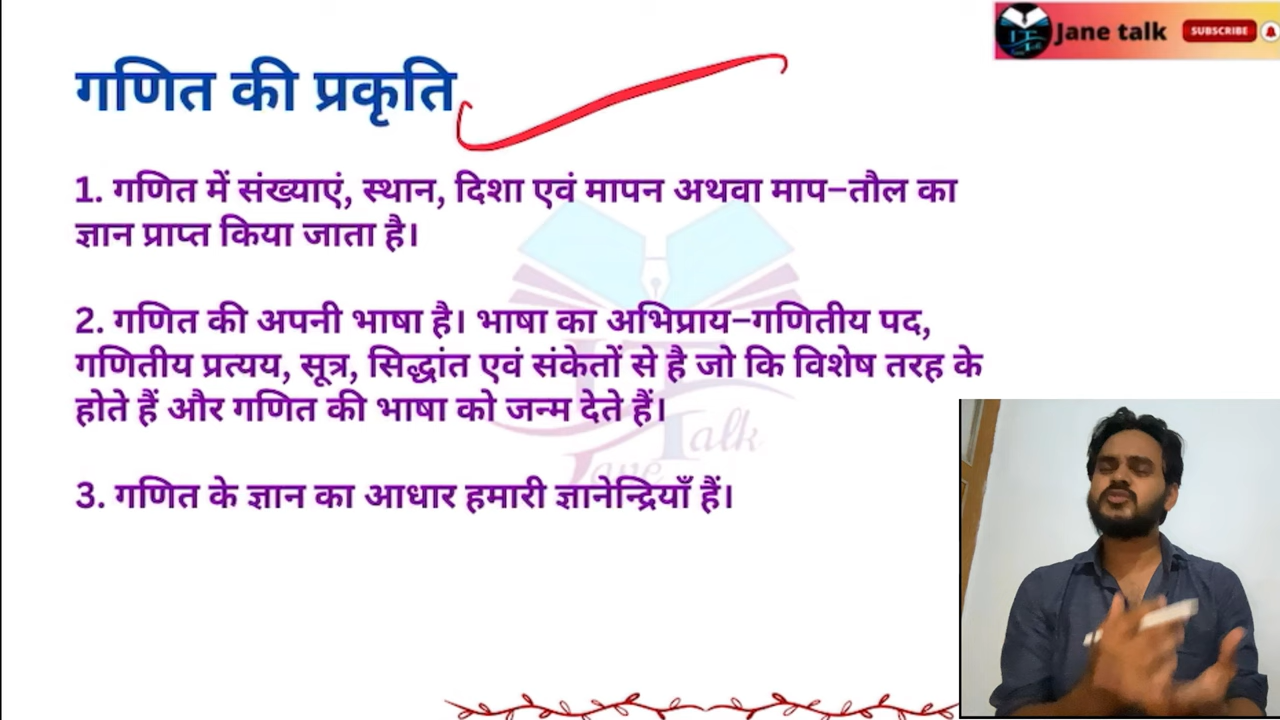 Jane talk SUBSCRIBE
गणित की प्रकृति
1. गणित में संख्याएं, स्थान, दिशा एवं मापन अथवा माप–तौल का
ज्ञान प्राप्त किया जाता है।
2. गणित की अपनी भाषा है। भाषा का अभिप्राय–गणितीय पद,
गणितीय प्रत्यय, सूत्र, सिद्धांत एवं संकेतों से है जो कि विशेष तरह के
होते हैं और गणित की भाषा को जन्म देते हैं।
3. गणित के ज्ञान का आधार हमारी ज्ञानेन्द्रियाँ हैं।